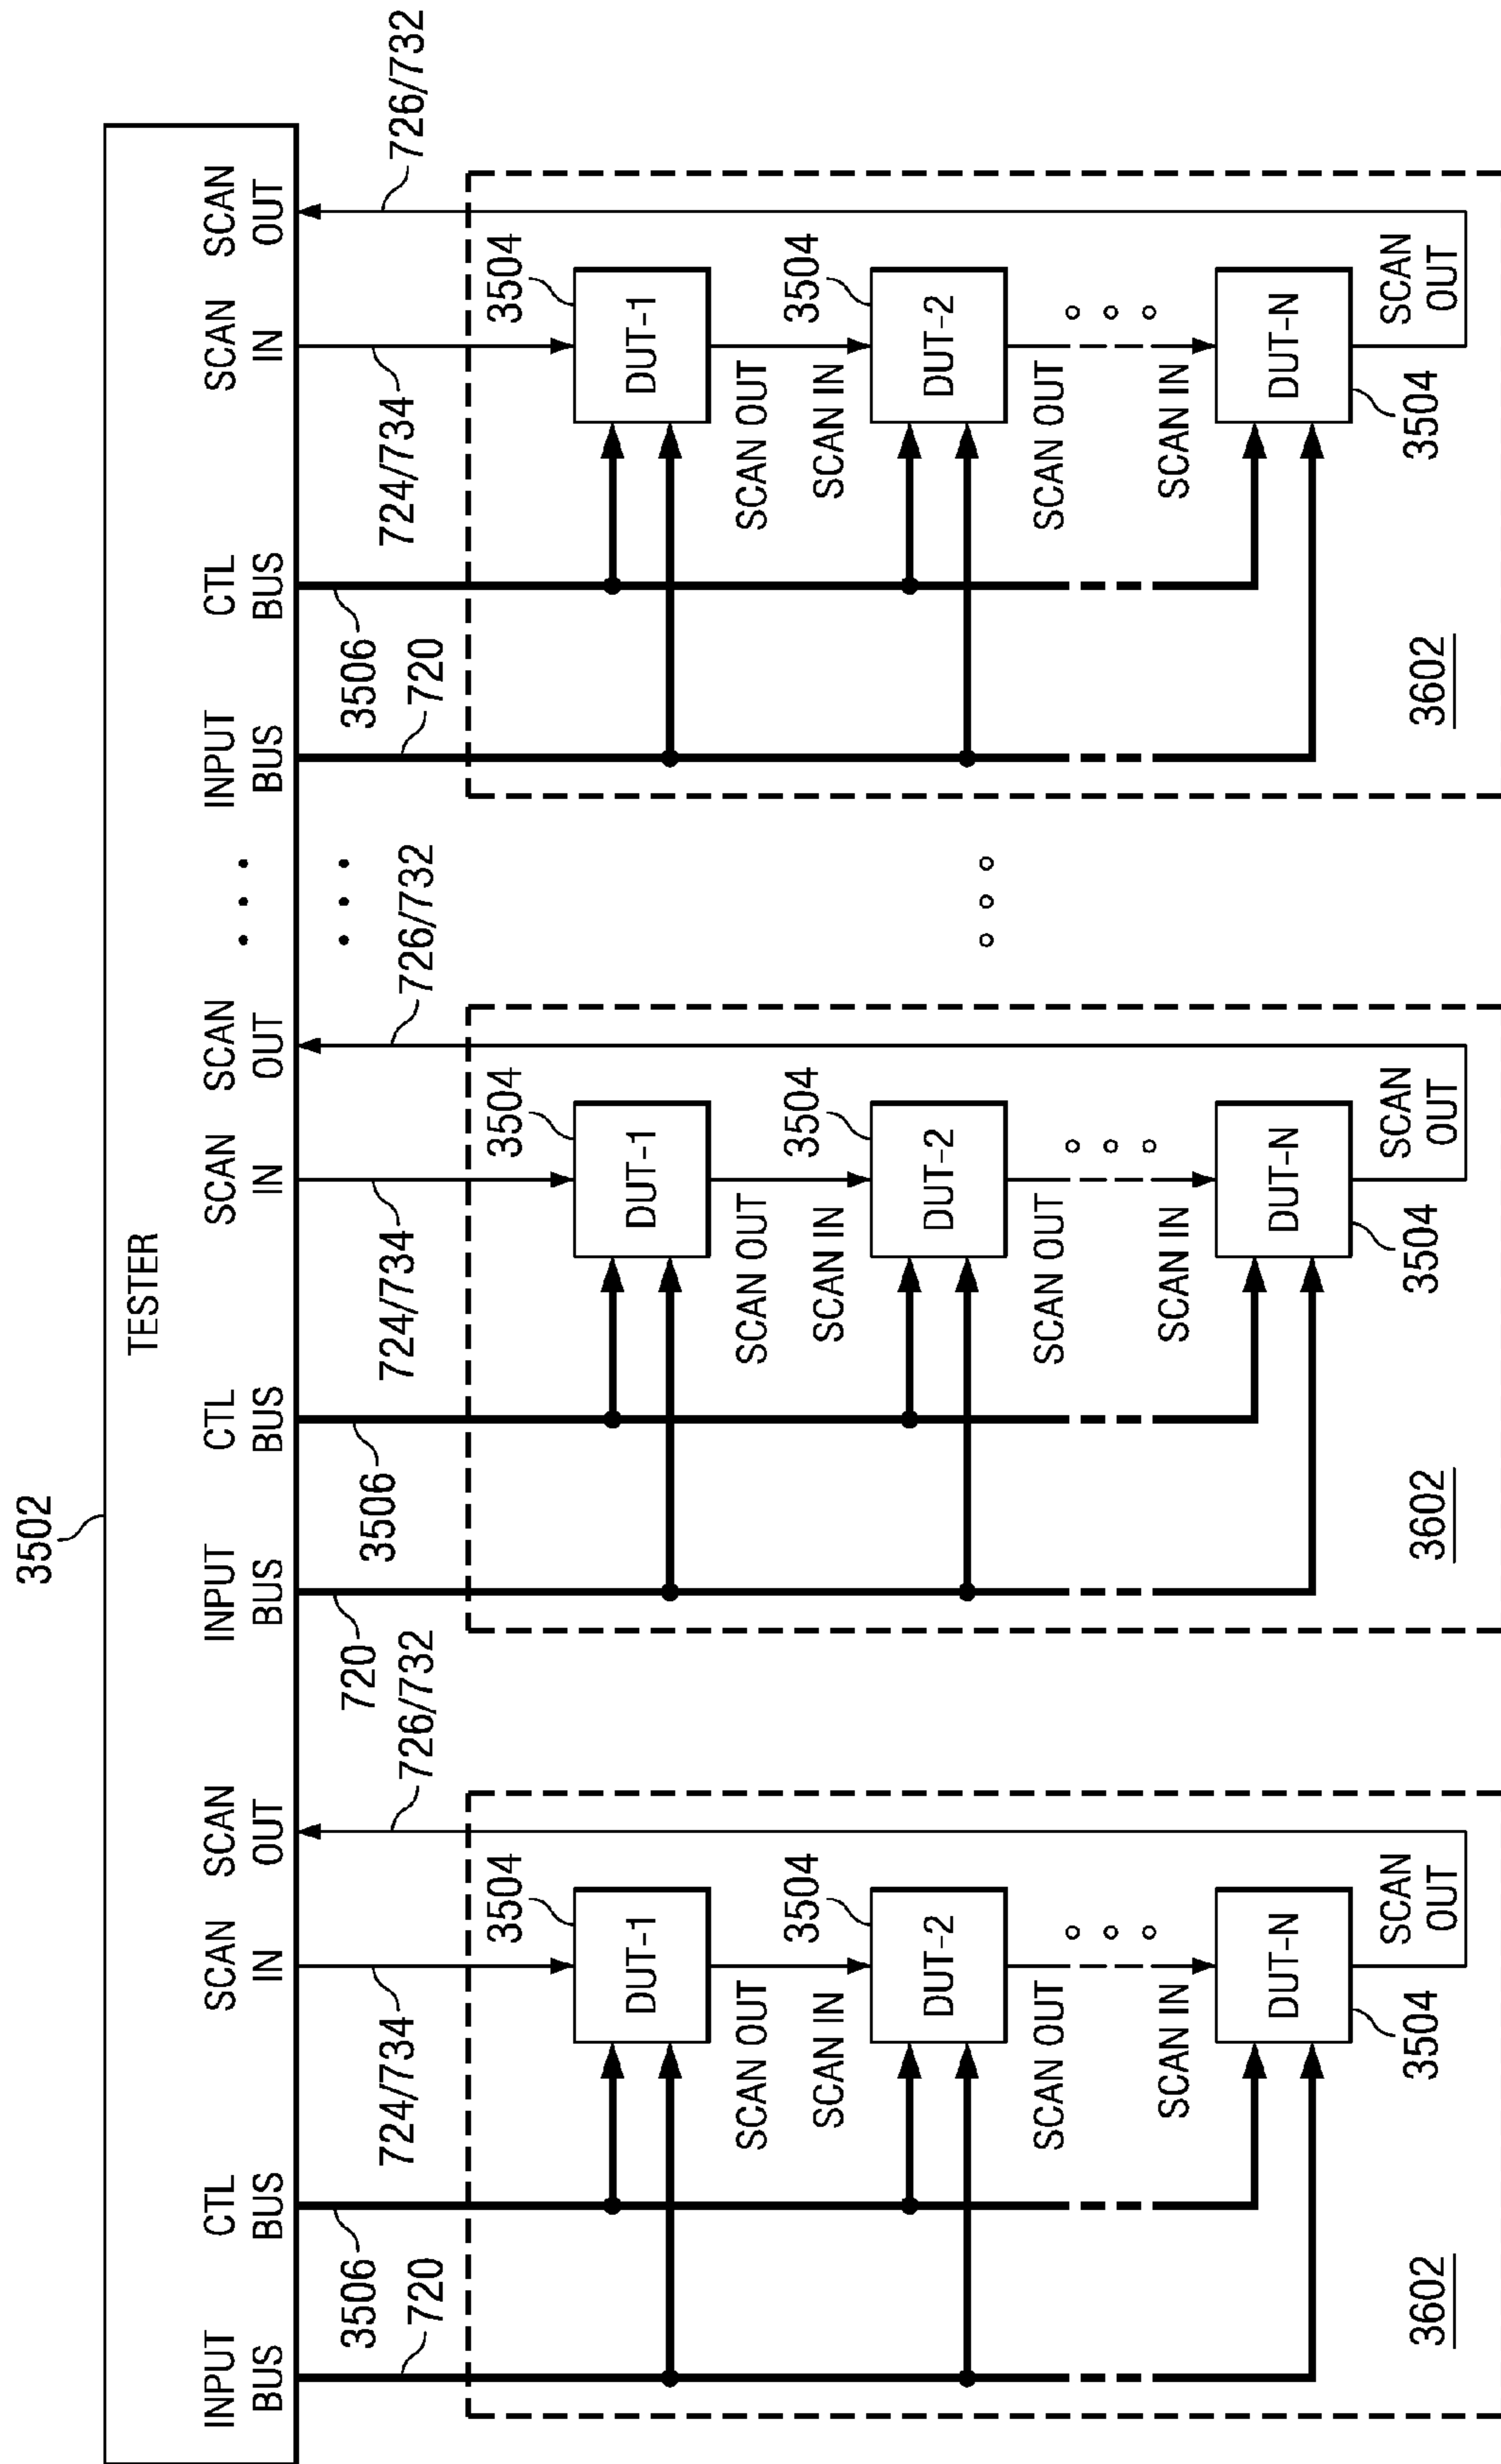 3502
TESTER
INPUT BUS
CTL BUS
SCAN IN
SCAN OUT
INPUT BUS
CTL BUS
SCAN IN
SCAN OUT
INPUT BUS
CTL BUS
SCAN IN
SCAN OUT
3506
720
724/734
726/732
720
3506
724/734
726/732
3506
720
724/734
726/732
3504
DUT-1
SCAN OUT
SCAN IN
3504
DUT-2
SCAN OUT
SCAN IN
DUT-N
3504
SCAN OUT
3602
3504
DUT-1
SCAN OUT
SCAN IN
3504
DUT-2
SCAN OUT
SCAN IN
DUT-N
3504
SCAN OUT
3602
3504
DUT-1
SCAN OUT
SCAN IN
3504
DUT-2
SCAN OUT
SCAN IN
DUT-N
3504
SCAN OUT
3602